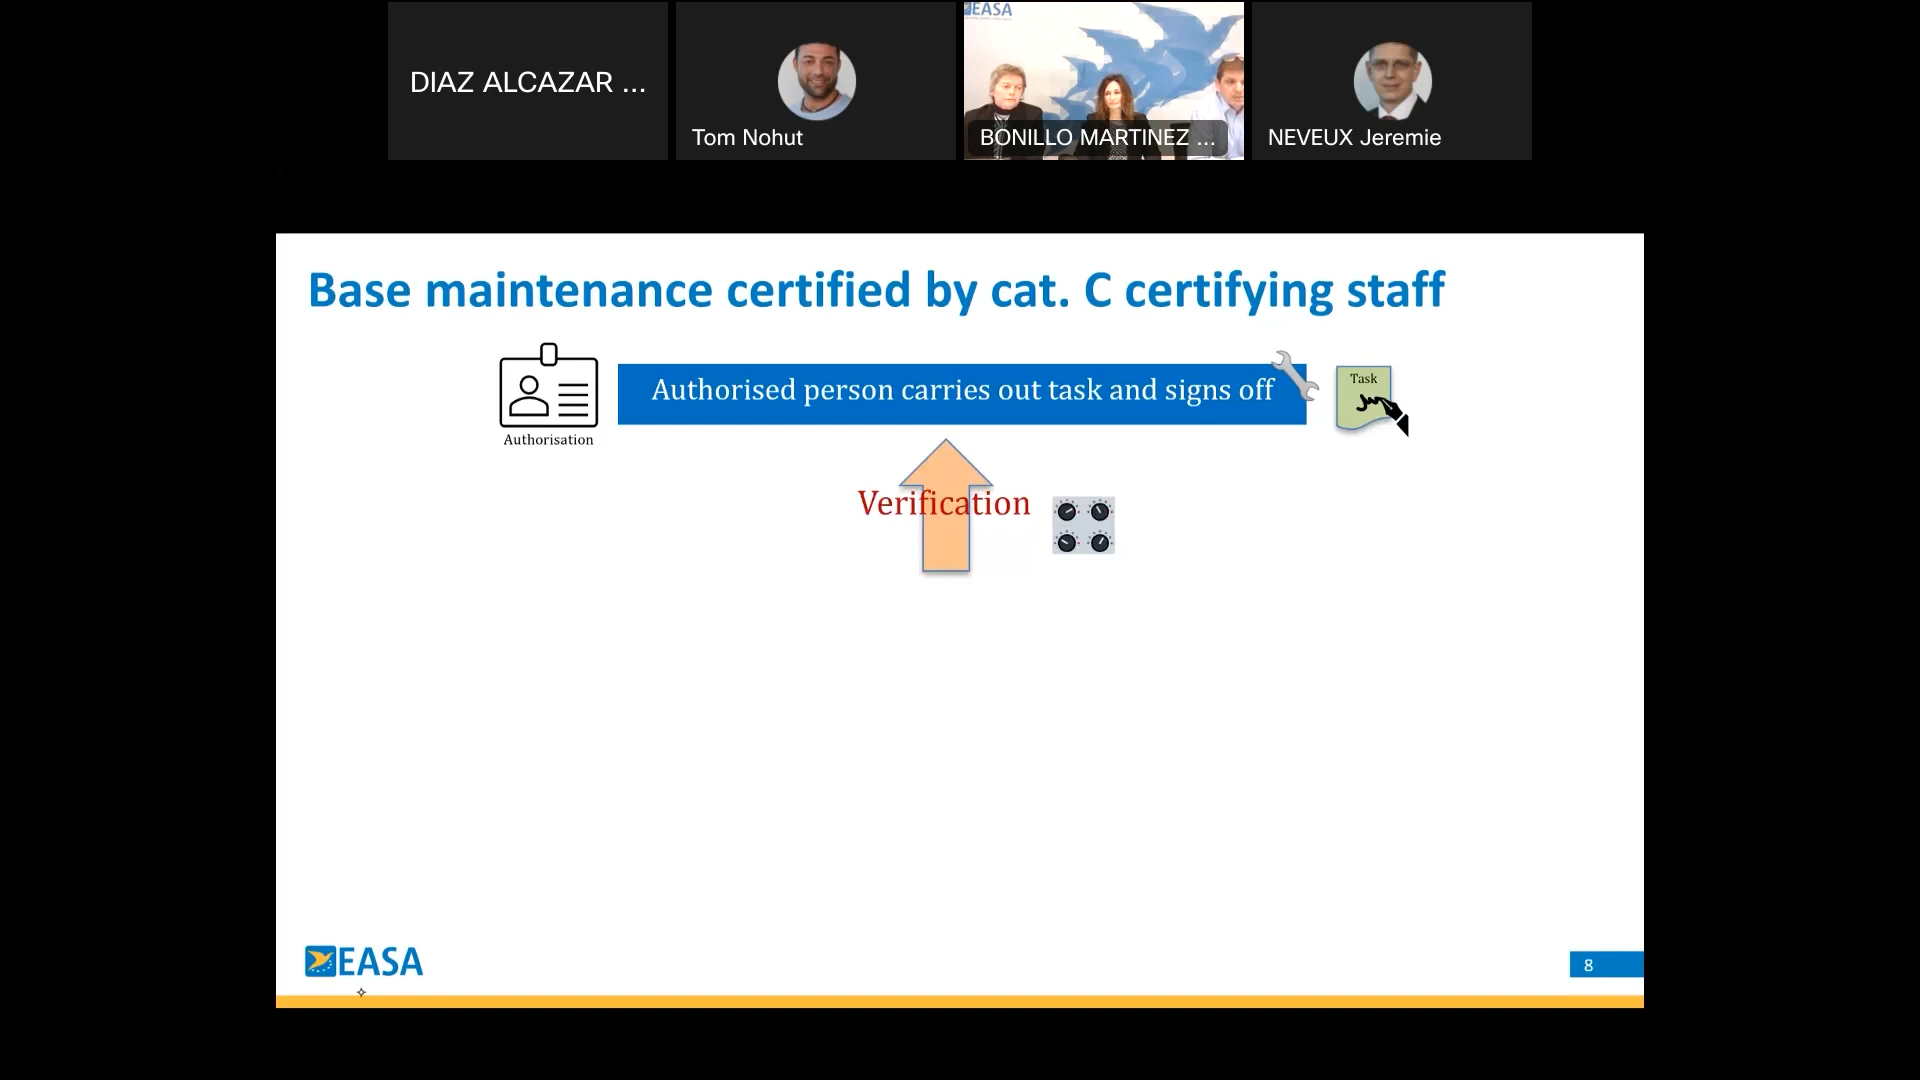 DIAZ ALCAZAR ...
Tom Nohut
EASA
BONILLO MARTINEZ ...
NEVEUX Jeremie
Base maintenance certified by cat. C certifying staff
Authorised person carries out task and signs off
Task
Authorisation
Verification
EASA
8